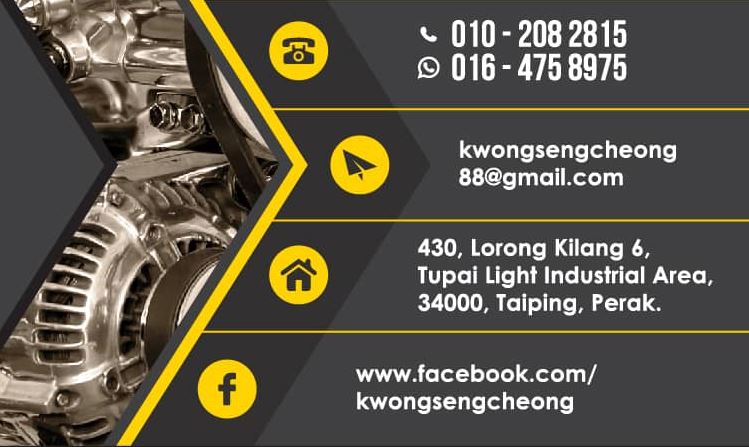 010 - 208 2815
016 - 475 8975
kwongsengcheong
88@gmail.com
430, Lorong Kilang 6,
Tupai Light Industrial Area,
34000, Taiping, Perak.
www.facebook.com/
kwongsengcheong